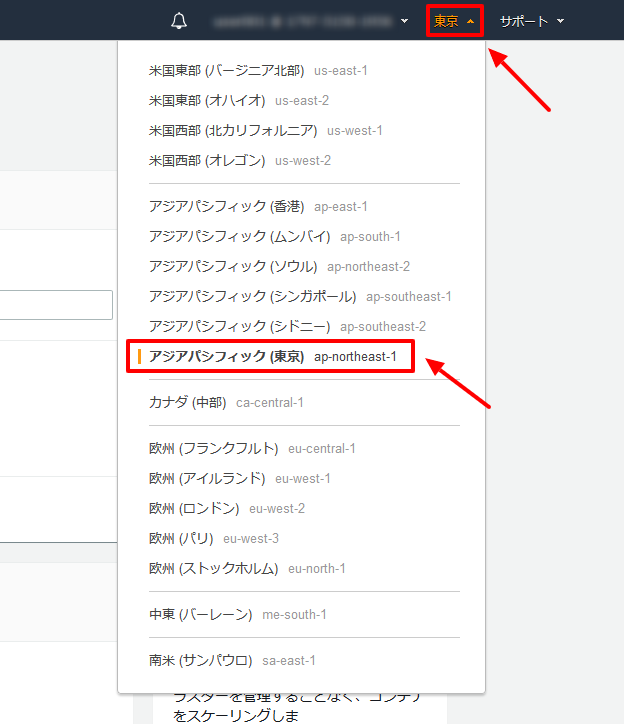 東京 サポート
米国東部 (バージニア北部) us-east-1
米国東部 (オハイオ) us-east-2
米国西部 (北カリフォルニア) us-west-1
米国西部 (オレゴン) us-west-2
アジアパシフィック (香港) ap-east-1
アジアパシフィック (ムンバイ) ap-south-1
アジアパシフィック (ソウル) ap-northeast-2
アジアパシフィック (シンガポール) ap-southeast-1
アジアパシフィック (シドニー) ap-southeast-2
アジアパシフィック (東京) ap-northeast-1
カナダ (中部) ca-central-1
欧州 (フランクフルト) eu-central-1
欧州 (アイルランド) eu-west-1
欧州 (ロンドン) eu-west-2
欧州 (パリ) eu-west-3
欧州 (ストックホルム) eu-north-1
中東 (バーレーン) me-south-1
南米 (サンパウロ) sa-east-1
ラスターを管理することなく、コンテナ
をスケーリングしま